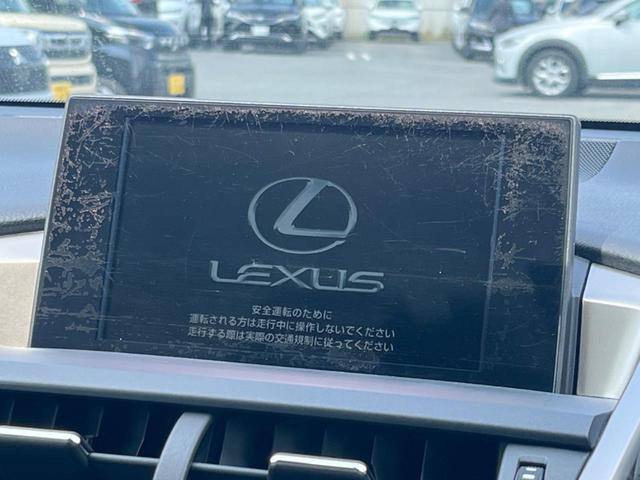 LEXUS
安全運転のために
運転される方は走行中に操作しないでください
走行する際は実際の交通規制に従ってください